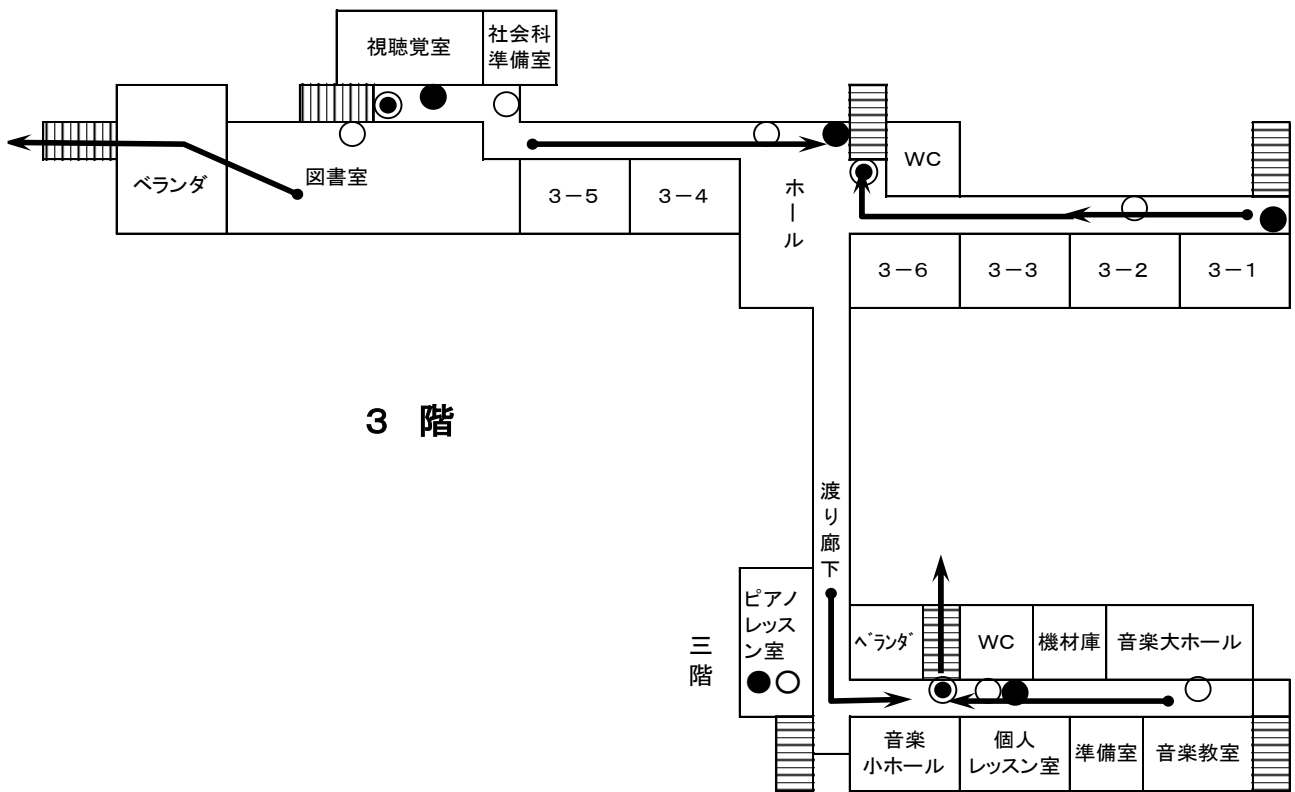 視聴覚室
社会科
準備室
ベランダ
図書室
3－5
3－4
ホール
WC
3－6
3－3
3－2
3－1
3　階
渡り廊下
三階
ピアノ
レッス
ン室
ﾍﾞﾗﾝﾀﾞ
WC
機材庫
音楽大ホール
音楽
小ホール
個人
レッスン室
準備室
音楽教室